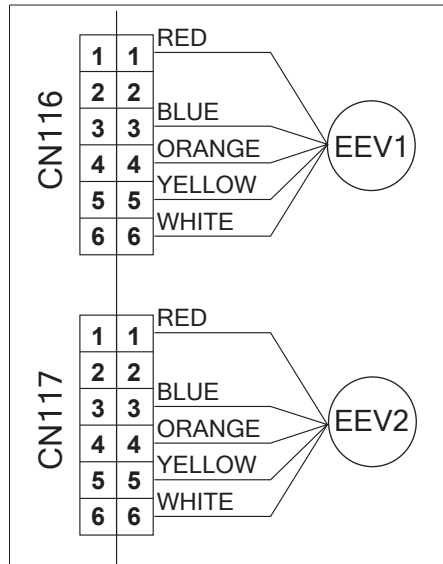 CN116
1 1 RED
2 2
3 3 BLUE
4 4 ORANGE
5 5 YELLOW
6 6 WHITE
EEV1
CN117
1 1 RED
2 2
3 3 BLUE
4 4 ORANGE
5 5 YELLOW
6 6 WHITE
EEV2